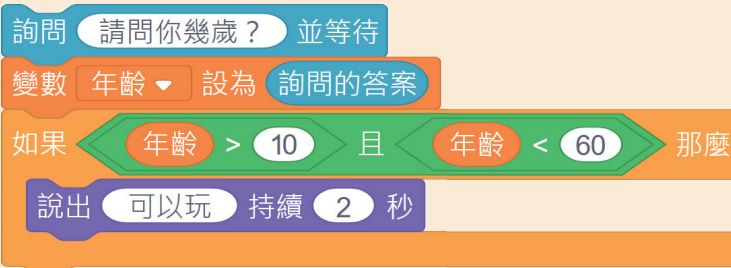 詢問 請問你幾歲？ 並等待
變數 年齡 設為 詢問的答案
如果 年齡 > 10 且 年齡 < 60 那麼
說出 可以玩 持續 2 秒